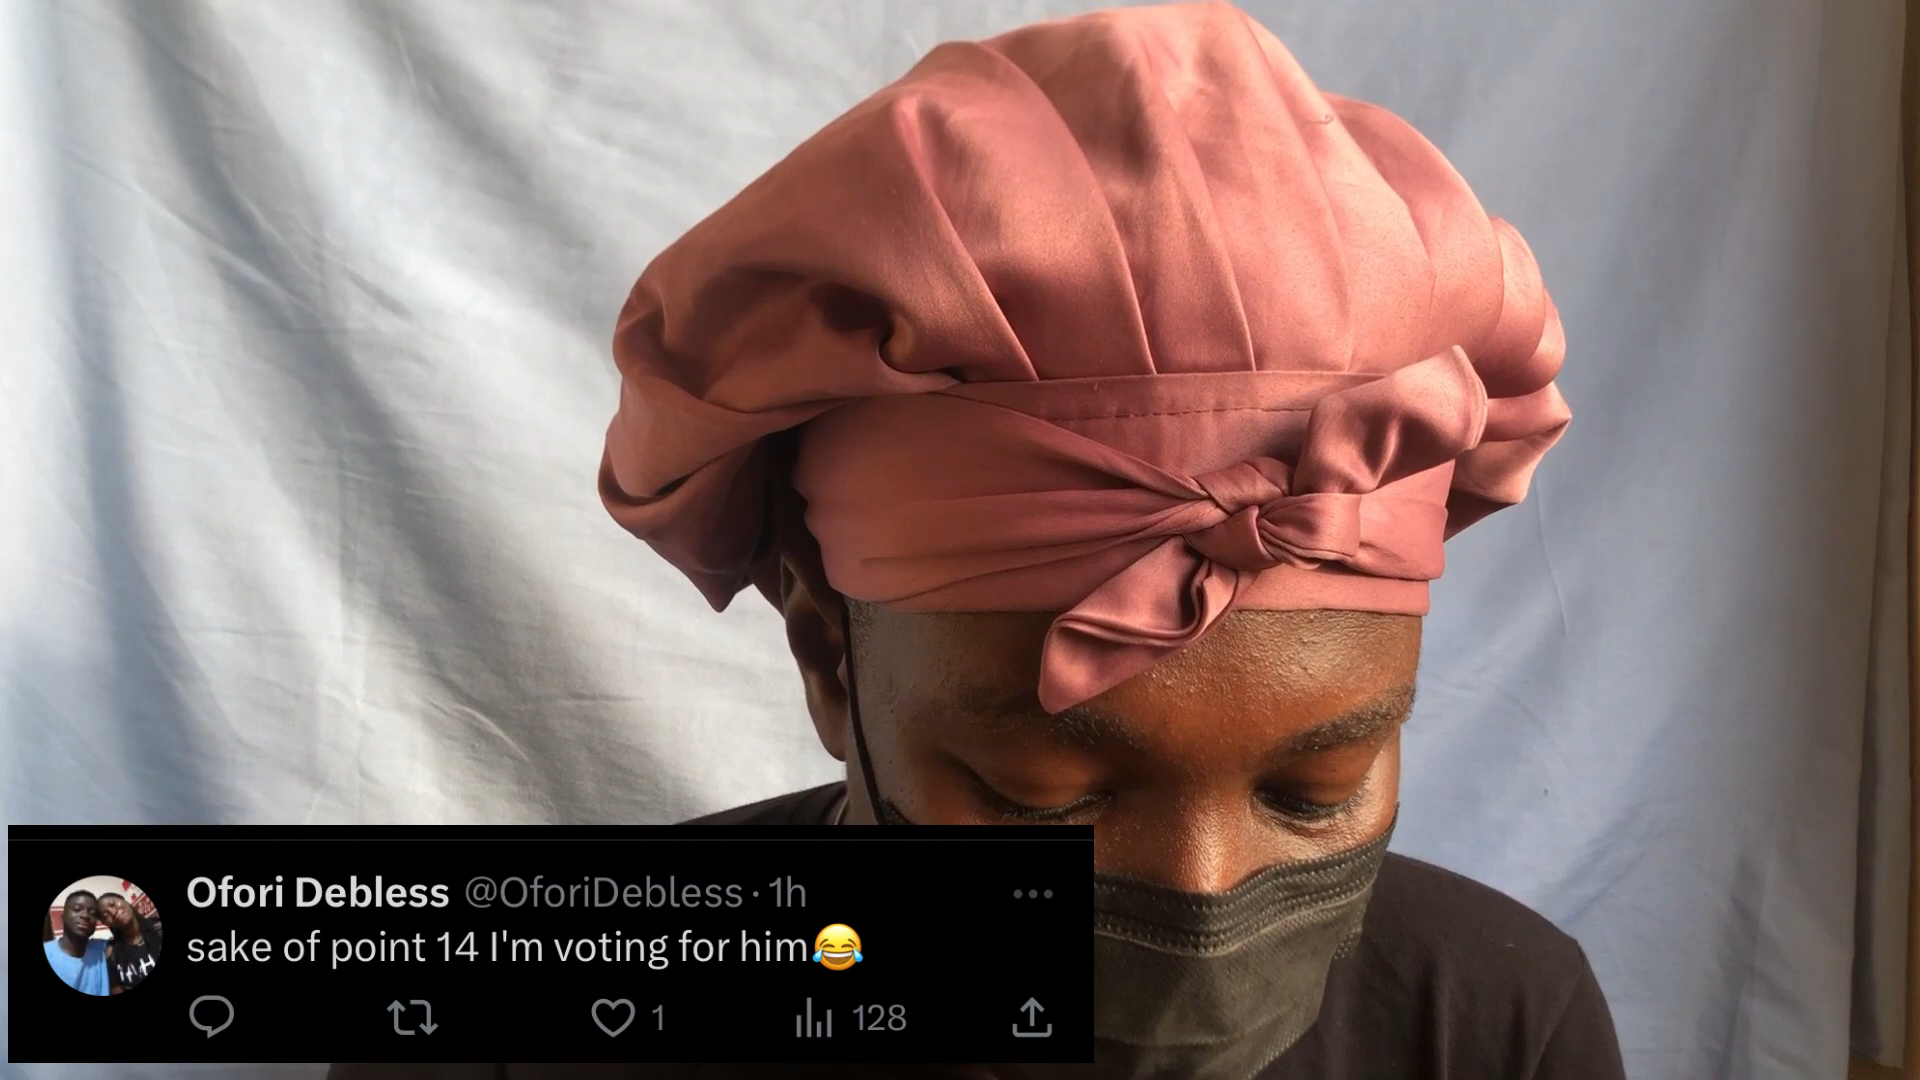 Ofori Debless @OforiDebless · 1h
sake of point 14 I'm voting for him😂
1 128